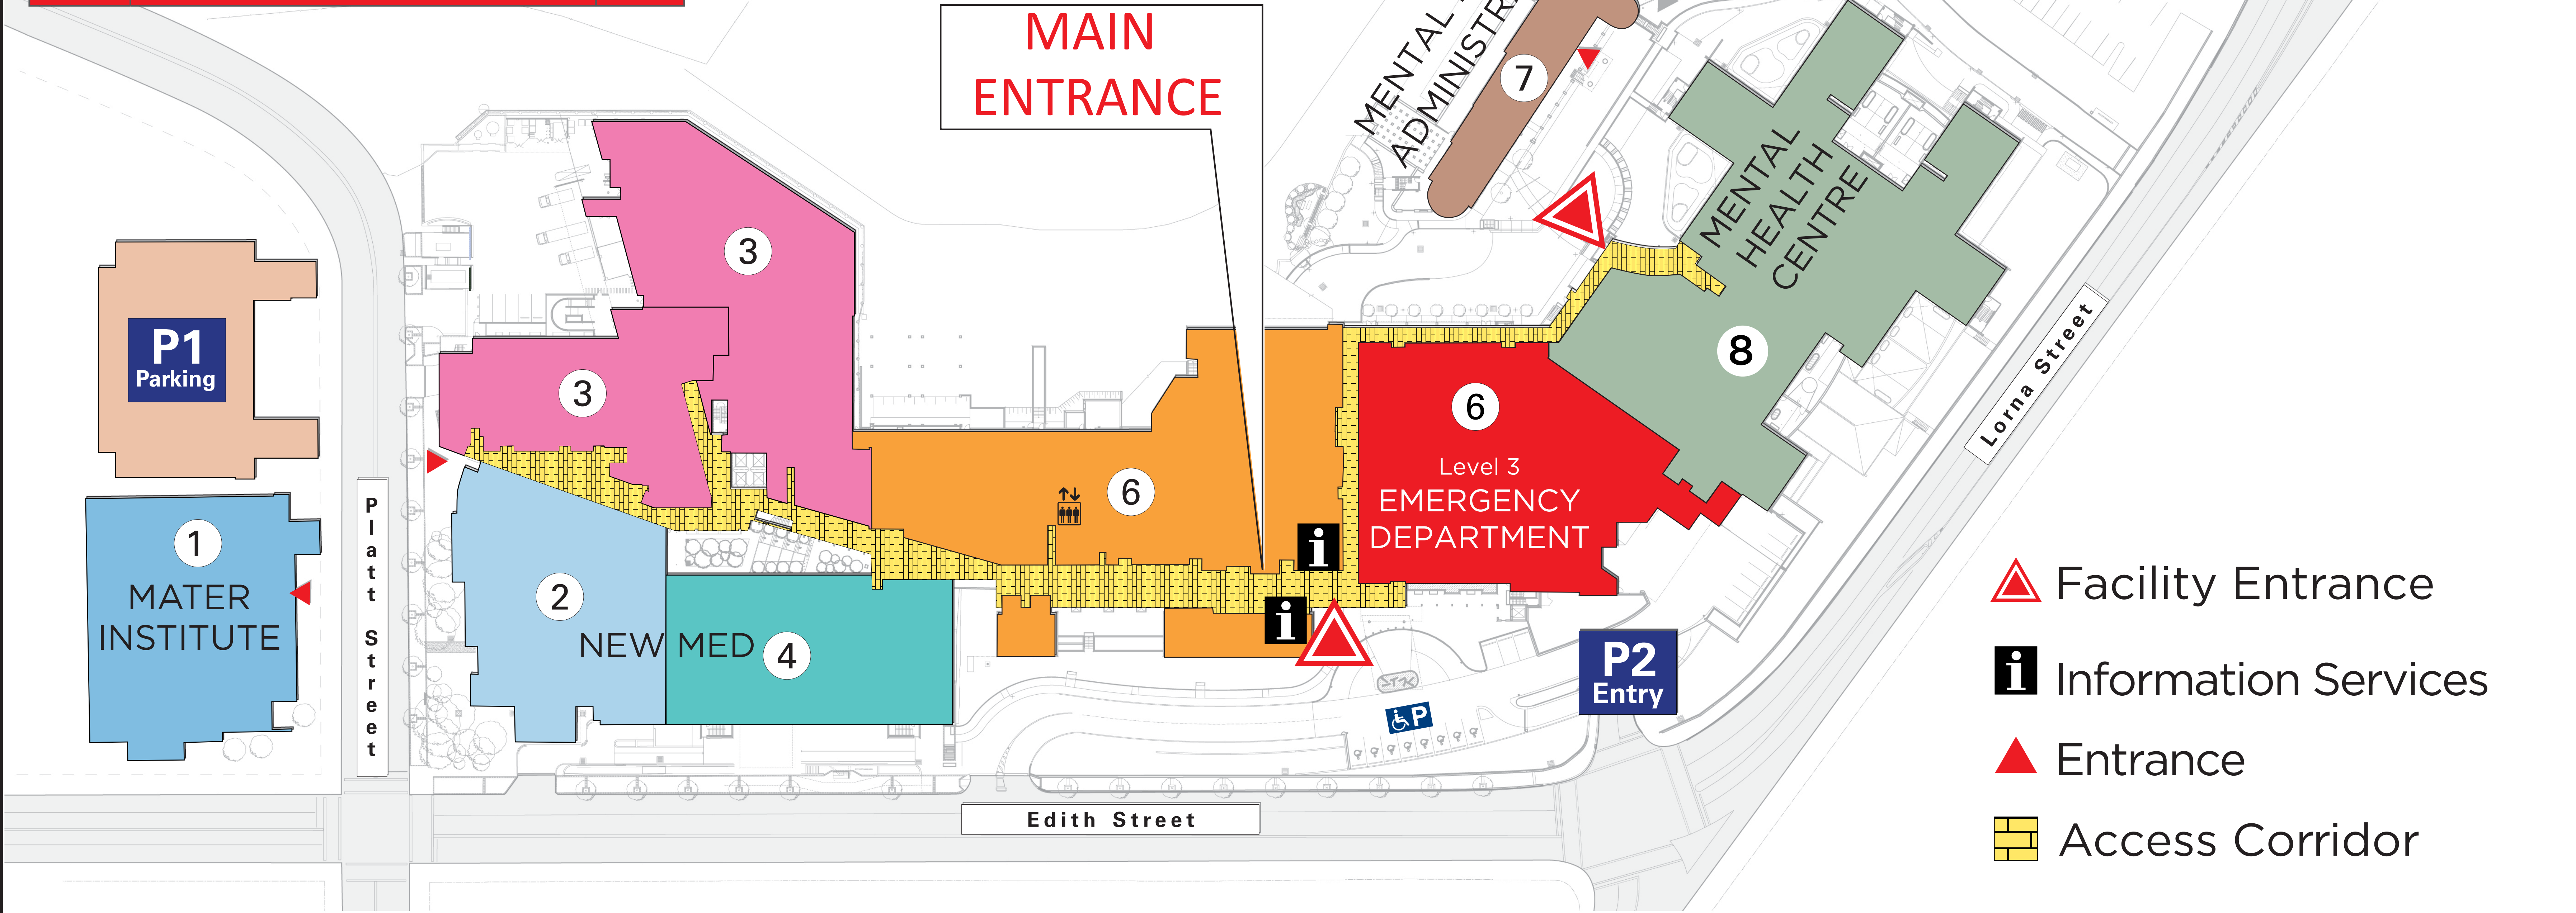 MAIN
ENTRANCE
MENTAL
ADMINISTRA
7
MENTAL
HEALTH
CENTRE
3
P1
Parking
3
8
6
Level 3
EMERGENCY
DEPARTMENT
6
i
Lorna Street
1
MATER
INSTITUTE
Platt Street
2
NEW MED
4
i
P2
Entry
P
Edith Street
Facility Entrance
i
Information Services
Entrance
Access Corridor